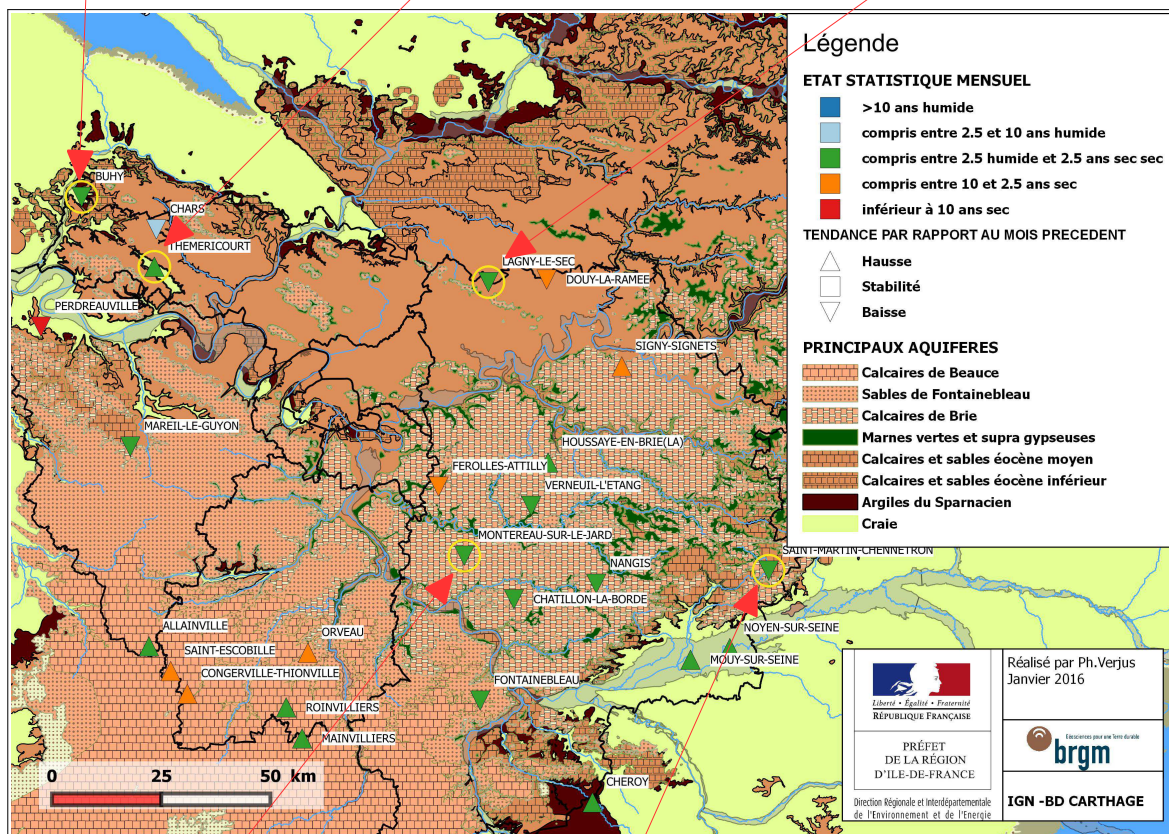 Légende
ETAT STATISTIQUE MENSUEL
>10 ans humide
compris entre 2.5 et 10 ans humide
compris entre 2.5 humide et 2.5 ans sec sec
compris entre 10 et 2.5 ans sec
inférieur à 10 ans sec
TENDANCE PAR RAPPORT AU MOIS PRECEDENT
Hausse
Stabilité
Baisse
PRINCIPAUX AQUIFERES
Calcaires de Beauce
Sables de Fontainebleau
Calcaires de Brie
Marnes vertes et supra gypseuses
Calcaires et sables éocène moyen
Calcaires et sables éocène inférieur
Argiles du Sparnacien
Craie
BUHY
CHARS
THEMERICOURT
LAGNY-LE-SEC
DOUY-LA-RAMEE
PERDREAUVILLE
SIGNY-SIGNETS
MAREIL-LE-GUYON
HOUSSAYE-EN-BRIE(LA)
FEROLLES-ATTILLY
VERNEUIL-L'ETANG
MONTEREAU-SUR-LE-JARD
SAINT-MARTIN-CHENNETRON
NANGIS
CHATILLON-LA-BORDE
ALLAINVILLE
ORVEAU
NOYEN-SUR-SEINE
SAINT-ESCOBILLE
MOUY-SUR-SEINE
CONGERVILLE-THIONVILLE
FONTAINEBLEAU
ROINVILLIERS
MAINVILLIERS
CHEROY
0 25 50 km
Liberté • Égalité • Fraternité
RÉPUBLIQUE FRANÇAISE
PRÉFET
DE LA RÉGION
D'ILE-DE-FRANCE
Direction Régionale et Interdépartementale
de l'Environnement et de l'Energie
Réalisé par Ph.Verjus
Janvier 2016
Géosciences pour une Terre durable
brgm
IGN -BD CARTHAGE